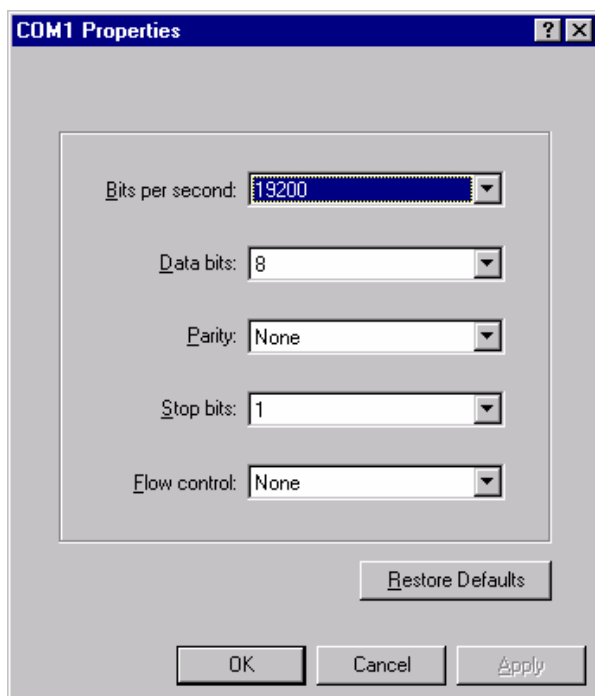 COM1 Properties
Bits per second: 19200
Data bits: 8
Parity: None
Stop bits: 1
Flow control: None
Restore Defaults
OK Cancel Apply